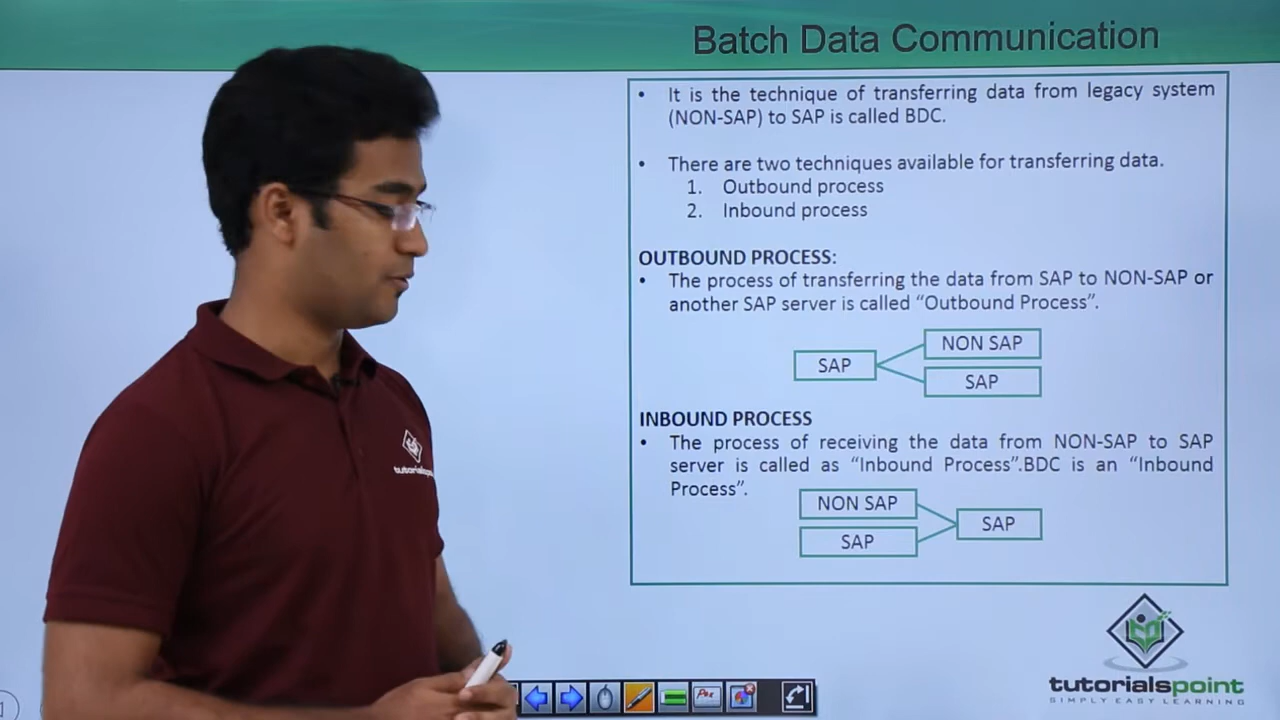 Batch Data Communication
• It is the technique of transferring data from legacy system
(NON-SAP) to SAP is called BDC.
• There are two techniques available for transferring data.
1. Outbound process
2. Inbound process
OUTBOUND PROCESS:
• The process of transferring the data from SAP to NON-SAP or
another SAP server is called “Outbound Process”.
NON SAP
SAP
SAP
INBOUND PROCESS
• The process of receiving the data from NON-SAP to SAP
server is called as “Inbound Process”.BDC is an “Inbound
Process”.
NON SAP
SAP
SAP
tutorialspoint
SIMPLY EASY LEARNING